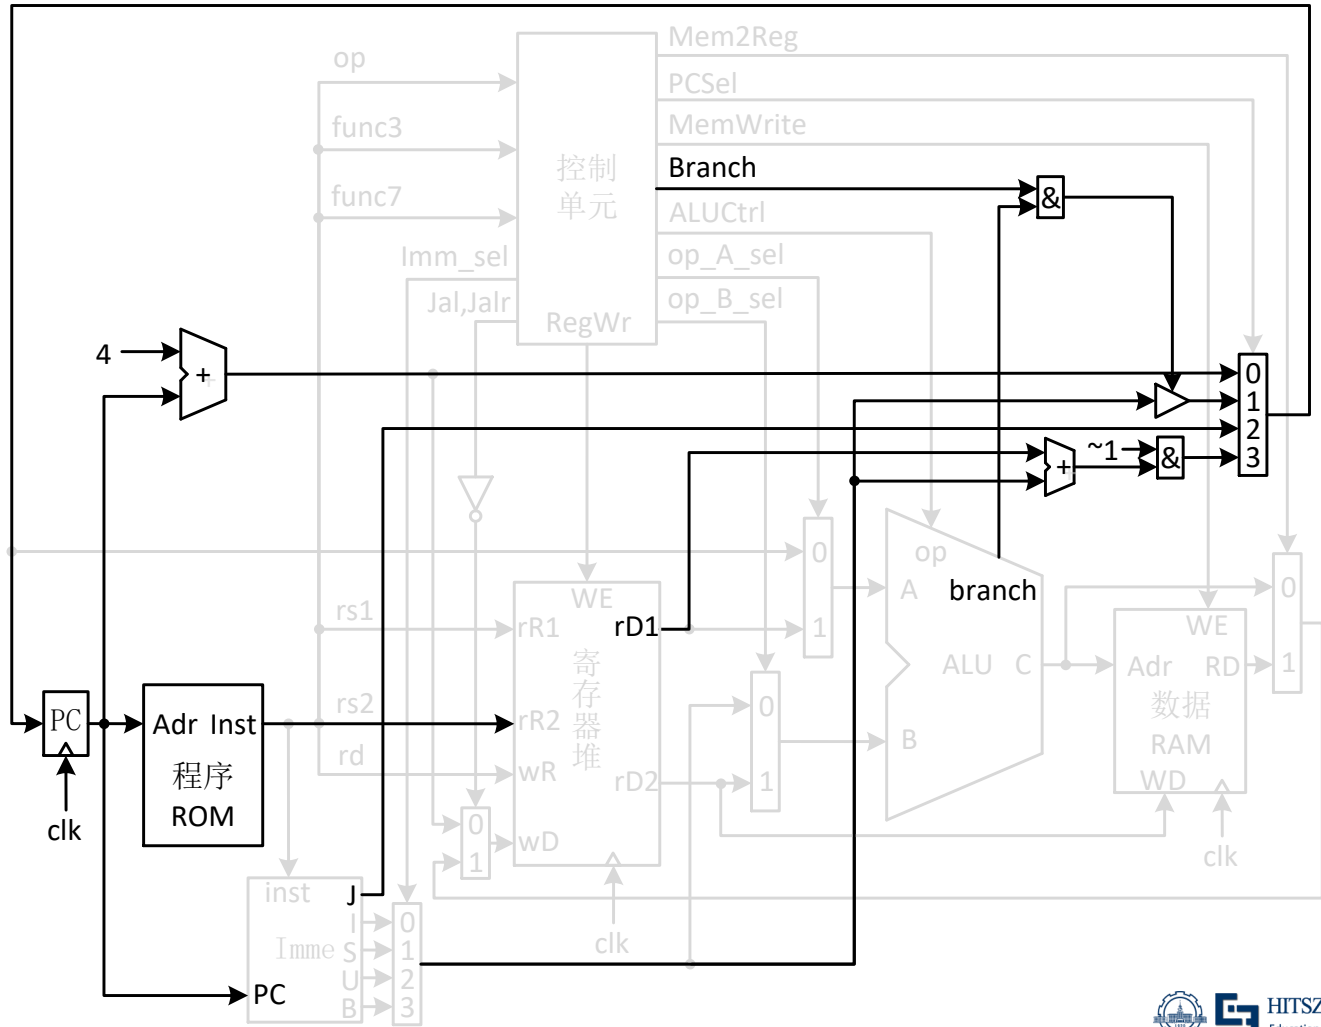 Mem2Reg
op
PCSel
func3
MemWrite
控制
单元
Branch
&
func7
ALUCtrl
Imm_sel
op_A_sel
Jal,Jalr
op_B_sel
RegWr
4
+
0
1
2
3
~1
&
+
0
1
op
A
branch
ALU
C
B
WE
rs1
rR1
rD1
寄存器堆
rs2
rR2
rd
wR
rD2
wD
0
1
0
1
0
1
WE
Adr
RD
数据
RAM
WD
clk
PC
clk
Adr Inst
程序
ROM
inst
J
I
Imme
S
U
B
PC
0
1
2
3
clk
HITSZ